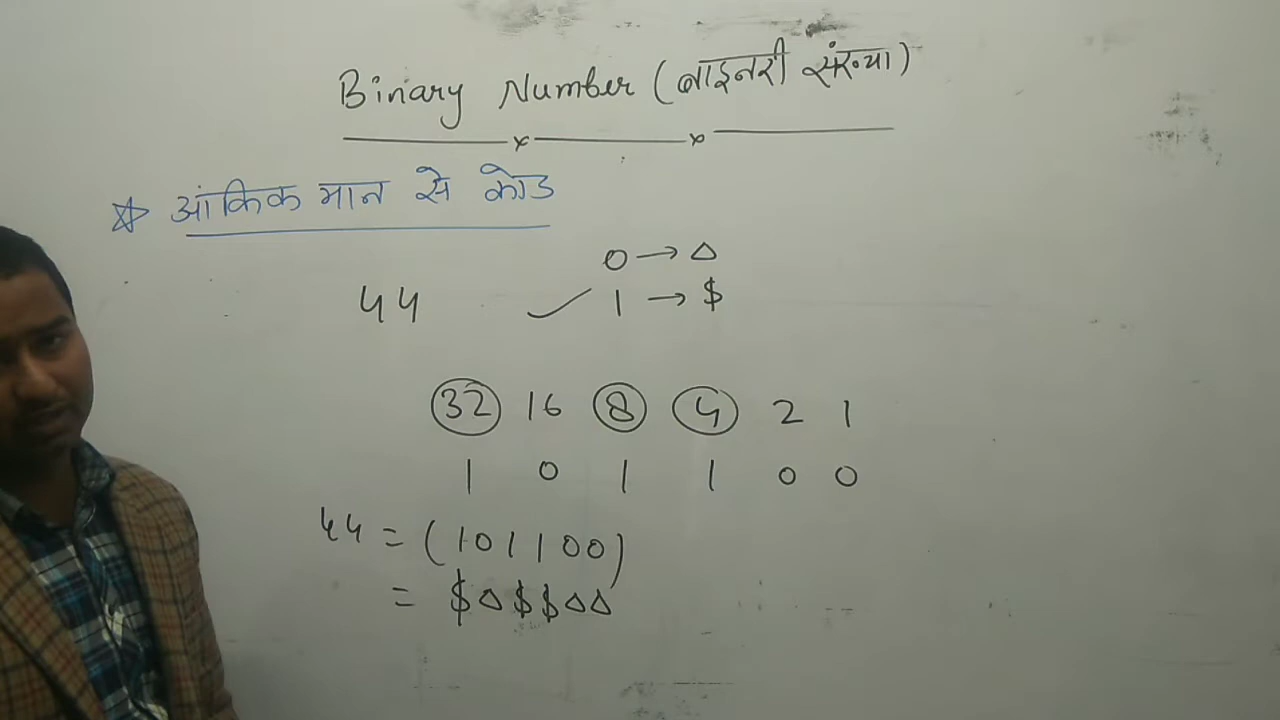 Binary Number (बाइनरी संख्या)
☆ आंकिक मान से कोड
0 → △
44 ✓ 1 → $
32 16 8 4 2 1
1 0 1 1 0 0
44 = (101100)
= $△$$△△